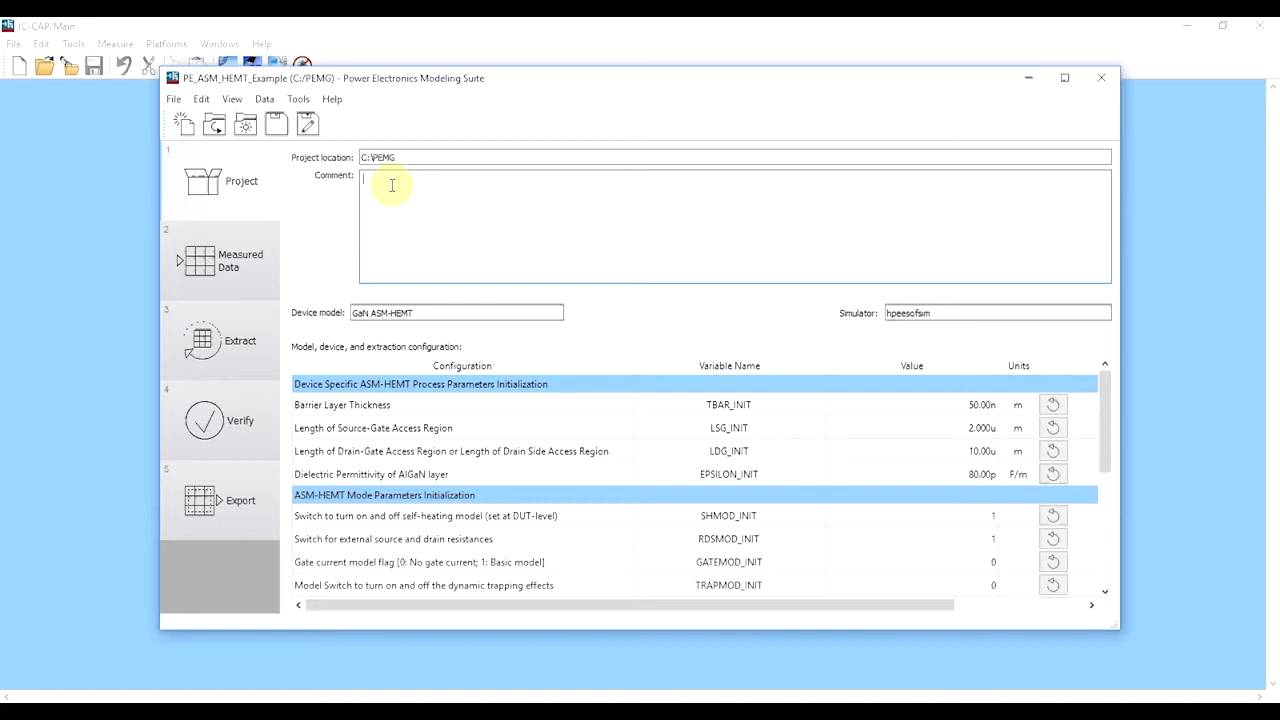 IC-CAP/Main
File Edit Tools Measure Platforms Windows Help
PE_ASM_HEMT_Example (C:/PEMG) - Power Electronics Modeling Suite
File Edit View Data Tools Help
1
Project
Project location: C:\PEMG
Comment:
2
Measured
Data
3
Extract
4
Verify
5
Export
Device model: GaN ASM-HEMT Simulator: hpeesofsim
Model, device, and extraction configuration:
Configuration Variable Name Value Units
Device Specific ASM-HEMT Process Parameters Initialization
Barrier Layer Thickness TBAR_INIT 50.00n m
Length of Source-Gate Access Region LSG_INIT 2.000u m
Length of Drain-Gate Access Region or Length of Drain Side Access Region LDG_INIT 10.00u m
Dielectric Permittivity of AlGaN layer EPSILON_INIT 80.00p F/m
ASM-HEMT Mode Parameters Initialization
Switch to turn on and off self-heating model (set at DUT-level) SHMOD_INIT 1
Switch for external source and drain resistances RDSMOD_INIT 1
Gate current model flag [0: No gate current; 1: Basic model] GATEMOD_INIT 0
Model Switch to turn on and off the dynamic trapping effects TRAPMOD_INIT 0